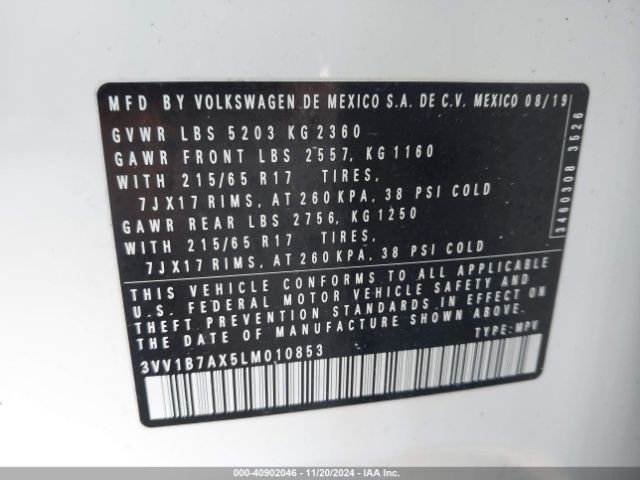 MFD BY VOLKSWAGEN DE MEXICO S.A. DE C.V. MEXICO 08/19
GVWR LBS 5203 KG 2360
GAWR FRONT LBS 2557, KG 1160
WITH 215/65 R17 TIRES,
7JX17 RIMS, AT 260 KPA, 38 PSI COLD
GAWR REAR LBS 2756, KG 1250
WITH 215/65 R17 TIRES,
7JX17 RIMS, AT 260 KPA, 38 PSI COLD
THIS VEHICLE CONFORMS TO ALL APPLICABLE
U.S. FEDERAL MOTOR VEHICLE SAFETY AND
THEFT PREVENTION STANDARDS IN EFFECT ON
THE DATE OF MANUFACTURE SHOWN ABOVE.
3VV1B7AX5LM010853 TYPE: MPV
3460308 3526
000-40902046 - 11/20/2024 - IAAI.COM